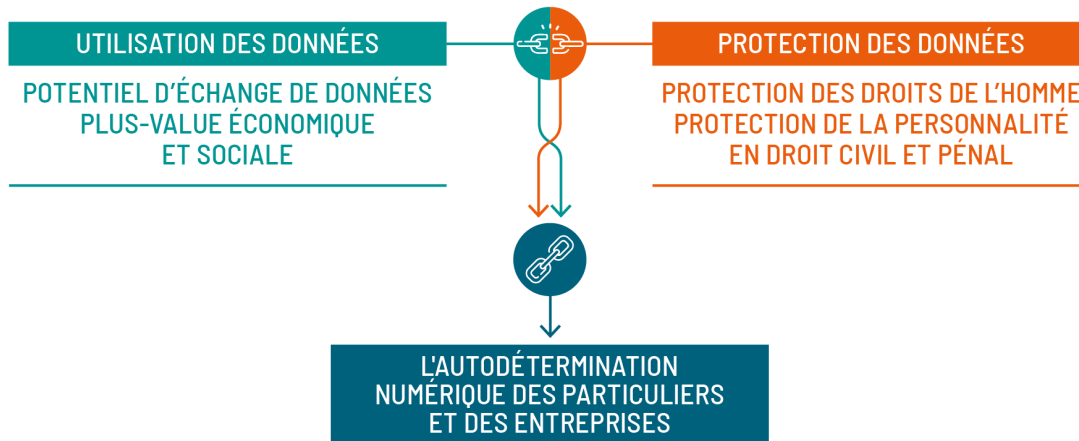 UTILISATION DES DONNÉES
POTENTIEL D'ÉCHANGE DE DONNÉES
PLUS-VALUE ÉCONOMIQUE
ET SOCIALE
PROTECTION DES DONNÉES
PROTECTION DES DROITS DE L'HOMME
PROTECTION DE LA PERSONNALITÉ
EN DROIT CIVIL ET PÉNAL
L'AUTODÉTERMINATION
NUMÉRIQUE DES PARTICULIERS
ET DES ENTREPRISES